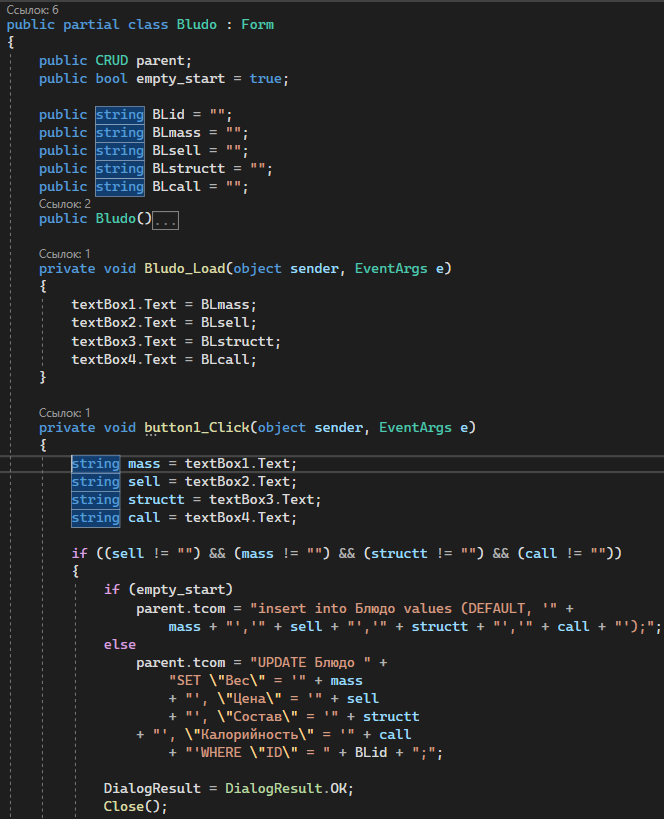 Ссылок: 6
public partial class Bludo : Form
{
public CRUD parent;
public bool empty_start = true;
public string BLid = "";
public string BLmass = "";
public string BLsell = "";
public string BLstructt = "";
public string BLcall = "";
Ссылок: 2
public Bludo()...
Ссылок: 1
private void Bludo_Load(object sender, EventArgs e)
{
textBox1.Text = BLmass;
textBox2.Text = BLsell;
textBox3.Text = BLstructt;
textBox4.Text = BLcall;
}
Ссылок: 1
private void button1_Click(object sender, EventArgs e)
{
string mass = textBox1.Text;
string sell = textBox2.Text;
string structt = textBox3.Text;
string call = textBox4.Text;
if ((sell != "") && (mass != "") && (structt != "") && (call != ""))
{
if (empty_start)
parent.tcom = "insert into Блюдо values (DEFAULT, '" +
mass + "','" + sell + "','" + structt + "','" + call + "');";
else
parent.tcom = "UPDATE Блюдо " +
"SET \"Вес\" = '" + mass
+ "', \"Цена\" = '" + sell
+ "', \"Состав\" = '" + structt
+ "', \"Калорийность\" = '" + call
+ "'WHERE \"ID\" = " + BLid + ";";
DialogResult = DialogResult.OK;
Close();